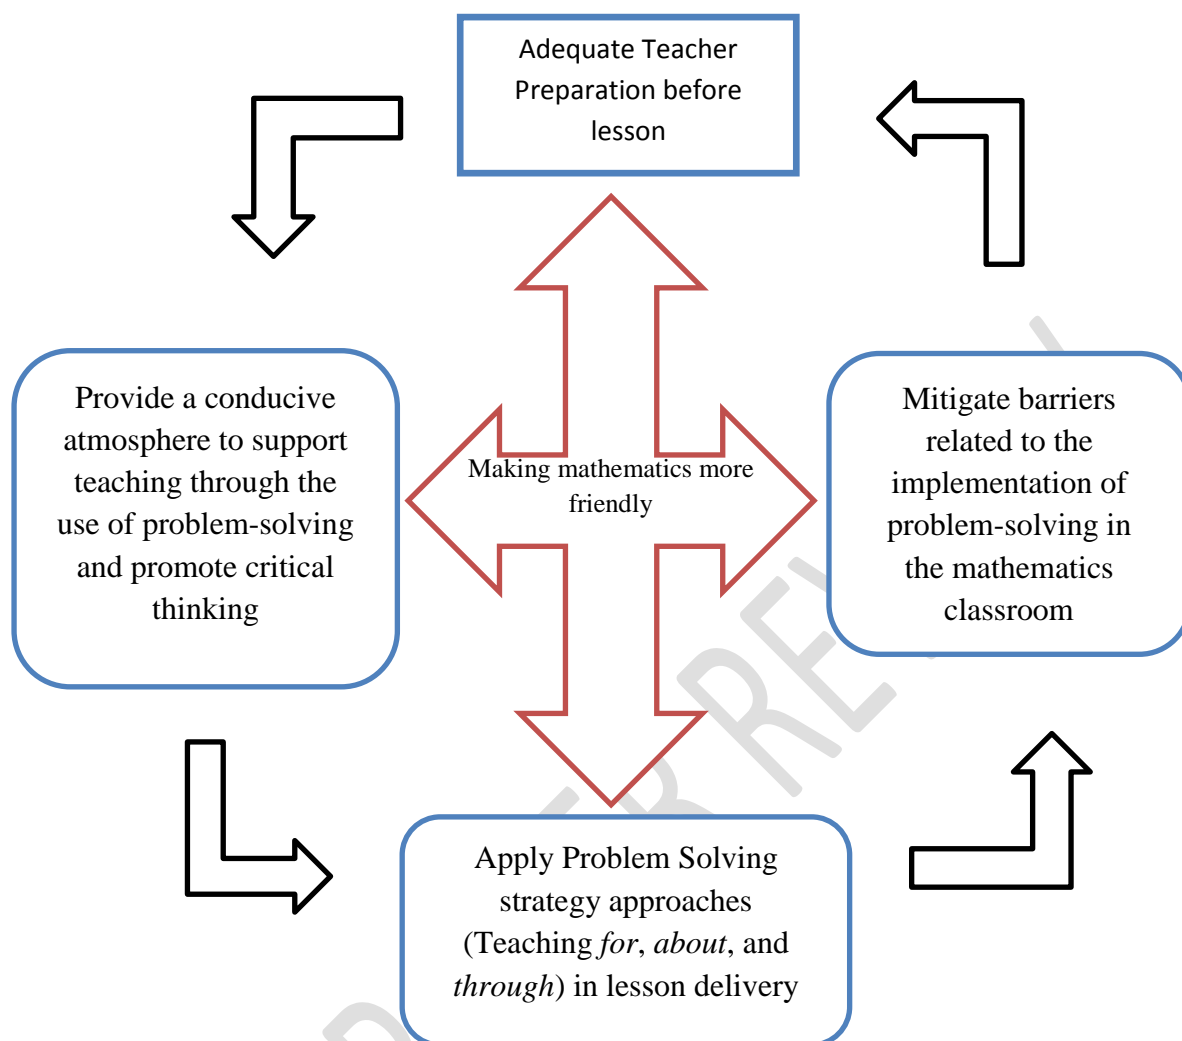 Adequate Teacher
Preparation before
lesson
Provide a conducive
atmosphere to support
teaching through the
use of problem-solving
and promote critical
thinking
Making mathematics more
friendly
Mitigate barriers
related to the
implementation of
problem-solving in
the mathematics
classroom
Apply Problem Solving
strategy approaches
(Teaching for, about, and
through) in lesson delivery